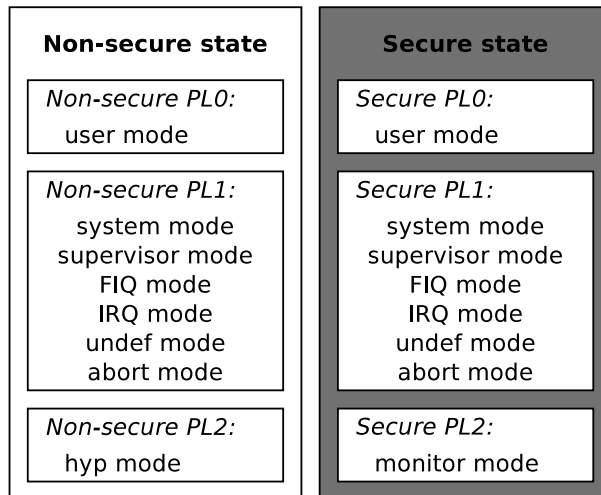 Non-secure state
Non-secure PL0:
user mode
Non-secure PL1:
system mode
supervisor mode
FIQ mode
IRQ mode
undef mode
abort mode
Non-secure PL2:
hyp mode
Secure state
Secure PL0:
user mode
Secure PL1:
system mode
supervisor mode
FIQ mode
IRQ mode
undef mode
abort mode
Secure PL2:
monitor mode